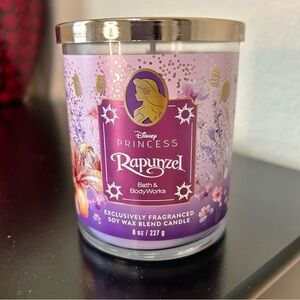 Disney
PRINCESS
Rapunzel
Bath &
BodyWorks
EXCLUSIVELY FRAGRANCED
SOY WAX BLEND CANDLE
8 oz / 227 g